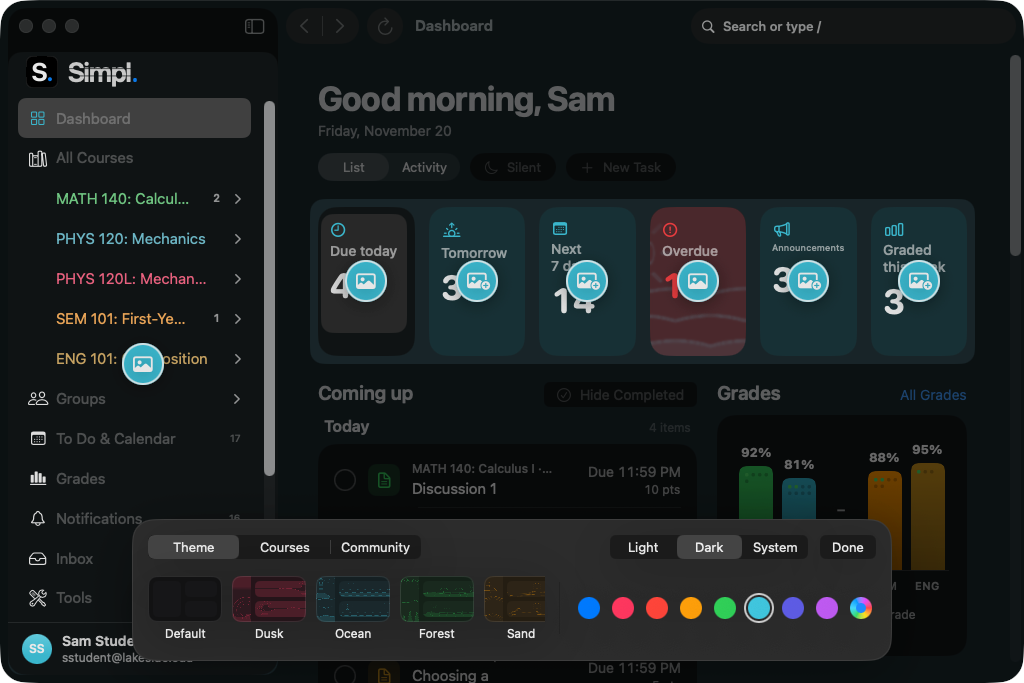 Dashboard
Search or type /
S. Simpl.
Dashboard
All Courses
MATH 140: Calcul... 2
PHYS 120: Mechanics
PHYS 120L: Mechan...
SEM 101: First-Ye... 1
ENG 101:
Groups
To Do & Calendar 17
Grades
Notifications 16
Inbox
Tools
SS
Sam Stude
sstudent@lakeside
Good morning, Sam
Friday, November 20
List
Activity
Silent
New Task
Due today
4
Tomorrow
3
Next
7
14
Overdue
1
Announcements
3
Graded
3
Coming up
Hide Completed
Today
4 items
MATH 140: Calculus I ·...
Discussion 1
Due 11:59 PM
10 pts
Grades
All Grades
92%
81%
–
88%
95%
ENG
Theme
Courses
Community
Light
Dark
System
Done
Default
Dusk
Ocean
Forest
Sand
Choosing a
Due 11:59 PM